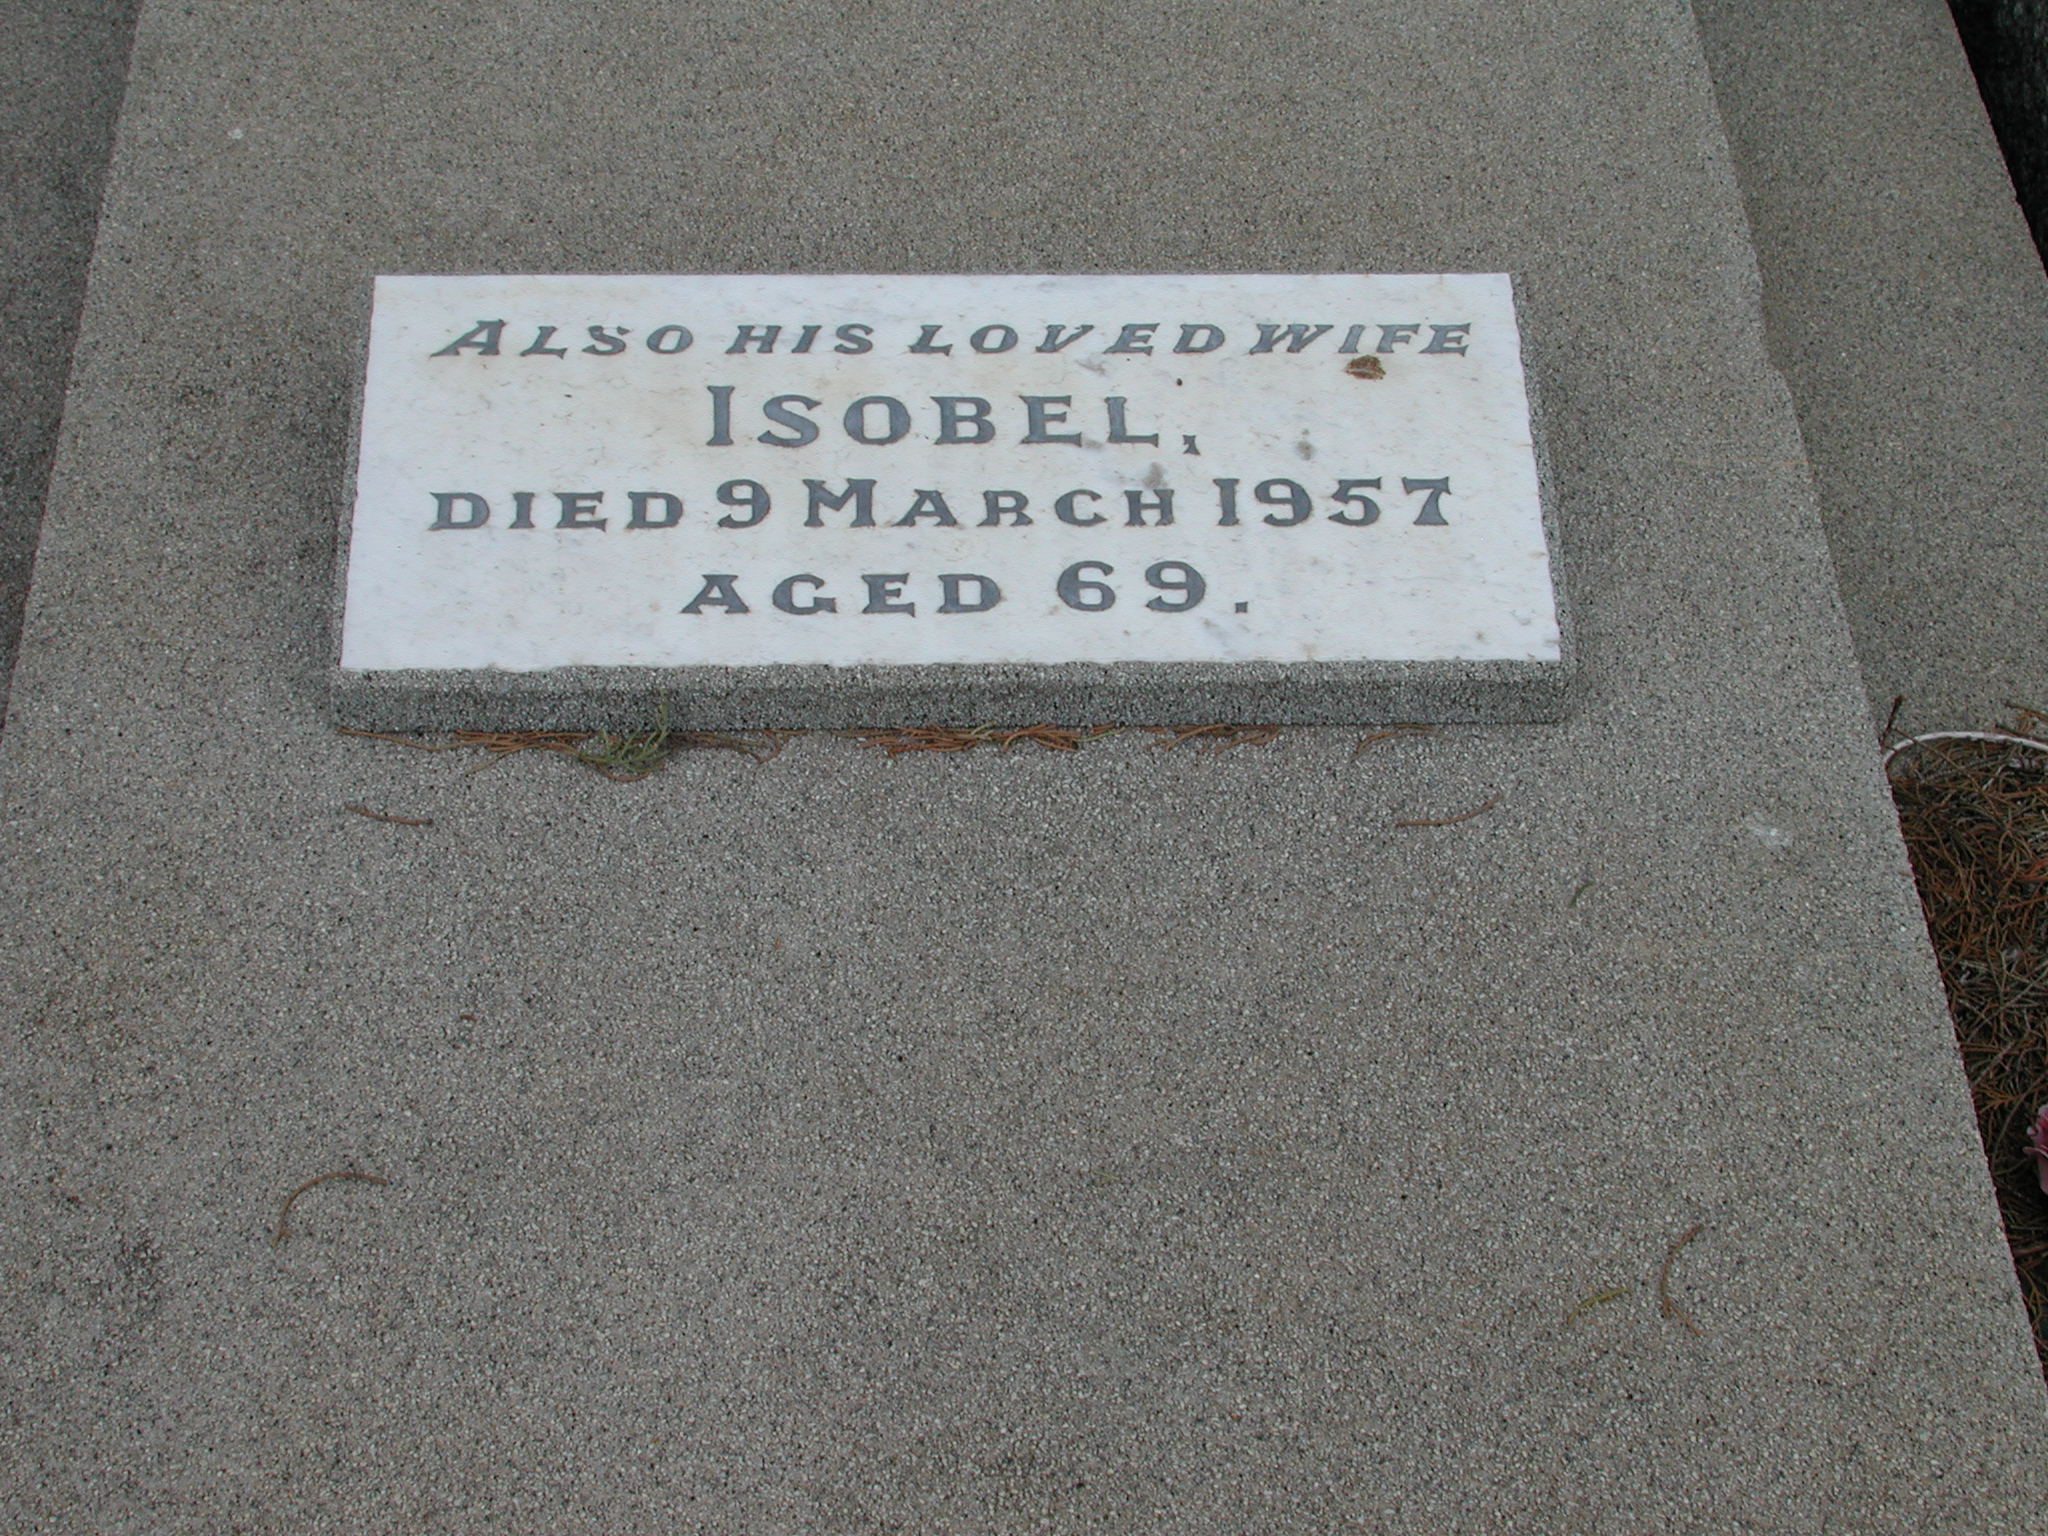 ALSO HIS LOVED WIFE
ISOBEL,
DIED 9 MARCH 1957
AGED 69.